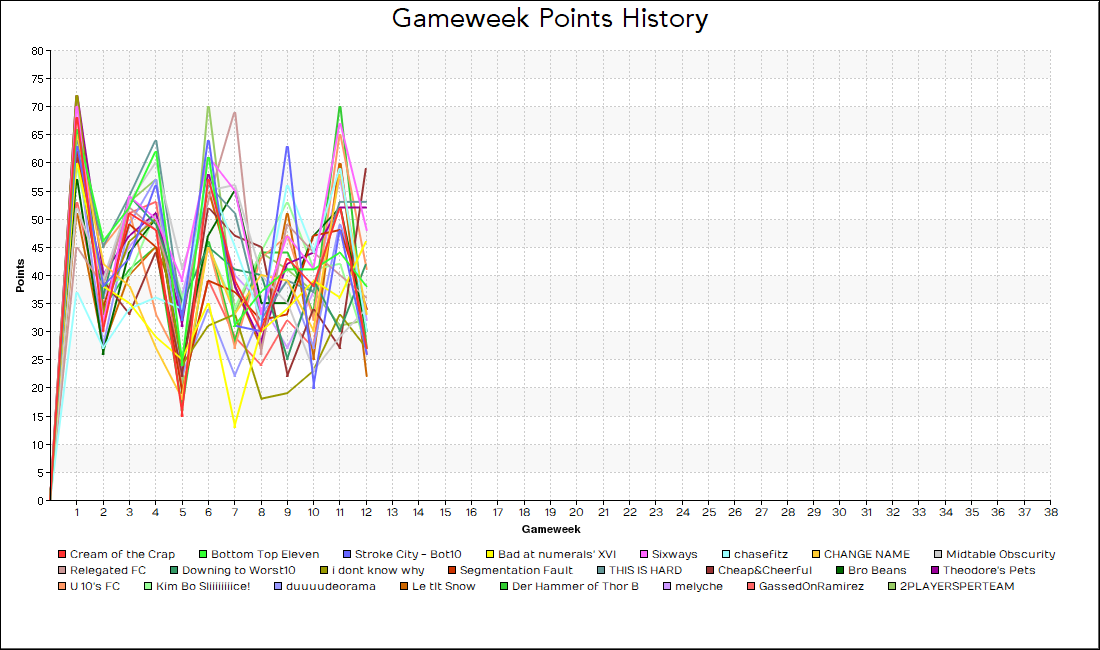 Gameweek Points History
80
75
70
65
60
55
50
45
40
35
30
25
20
15
10
5
0
Points
1 2 3 4 5 6 7 8 9 10 11 12 13 14 15 16 17 18 19 20 21 22 23 24 25 26 27 28 29 30 31 32 33 34 35 36 37 38
Gameweek
Cream of the Crap Bottom Top Eleven Stroke City - Bot10 Bad at numerals' XVI Sixways chasefitz CHANGE NAME Midtable Obscurity
Relegated FC Downing to Worst10 i dont know why Segmentation Fault THIS IS HARD Cheap&Cheerful Bro Beans Theodore's Pets
U10's FC Kim Bo Sliiiiiiiice! duuuudeorama Le tIt Snow Der Hammer of Thor B melyche GassedOnRamirez 2PLAYERSPERTEAM